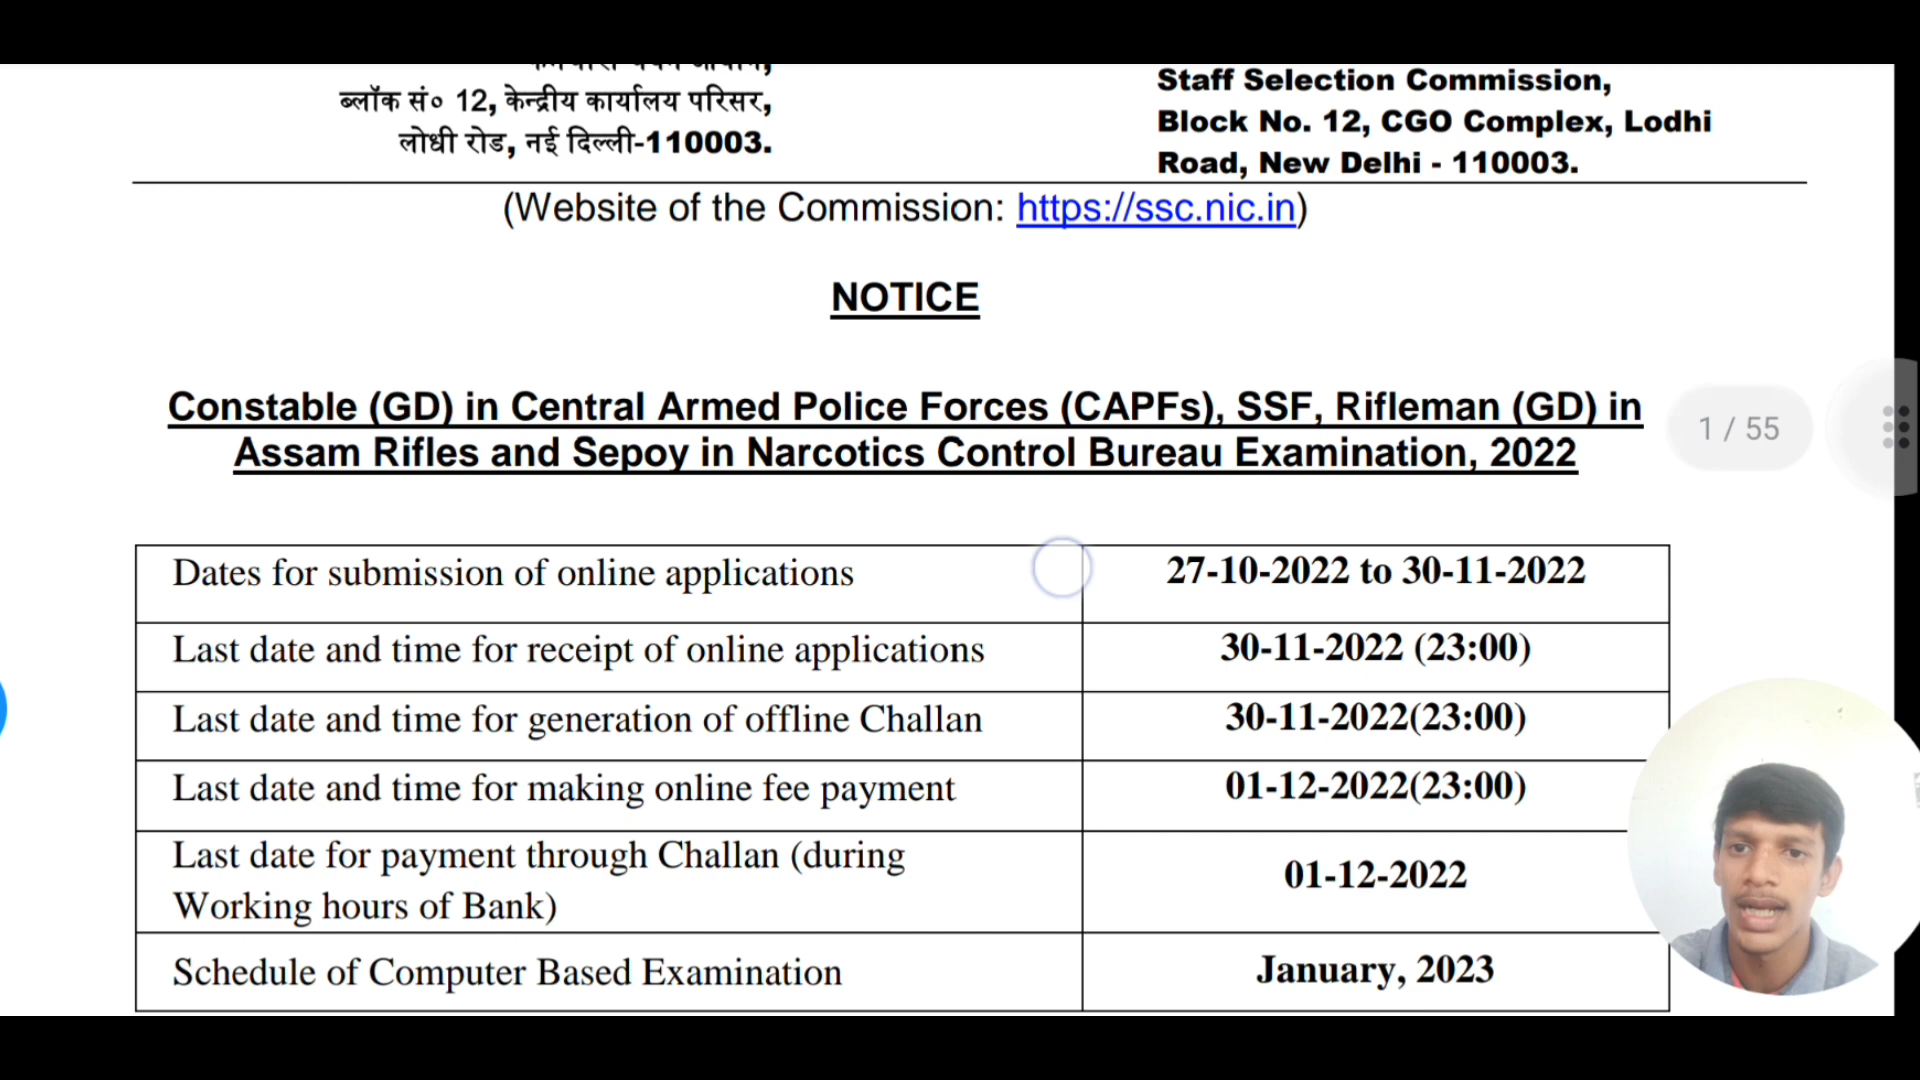 ब्लॉक सं० 12, केन्द्रीय कार्यालय परिसर,
लोधी रोड, नई दिल्ली-110003.
Staff Selection Commission,
Block No. 12, CGO Complex, Lodhi
Road, New Delhi - 110003.
(Website of the Commission: https://ssc.nic.in)
NOTICE
Constable (GD) in Central Armed Police Forces (CAPFs), SSF, Rifleman (GD) in
Assam Rifles and Sepoy in Narcotics Control Bureau Examination, 2022
1 / 55
Dates for submission of online applications 27-10-2022 to 30-11-2022
Last date and time for receipt of online applications 30-11-2022 (23:00)
Last date and time for generation of offline Challan 30-11-2022(23:00)
Last date and time for making online fee payment 01-12-2022(23:00)
Last date for payment through Challan (during
Working hours of Bank) 01-12-2022
Schedule of Computer Based Examination January, 2023